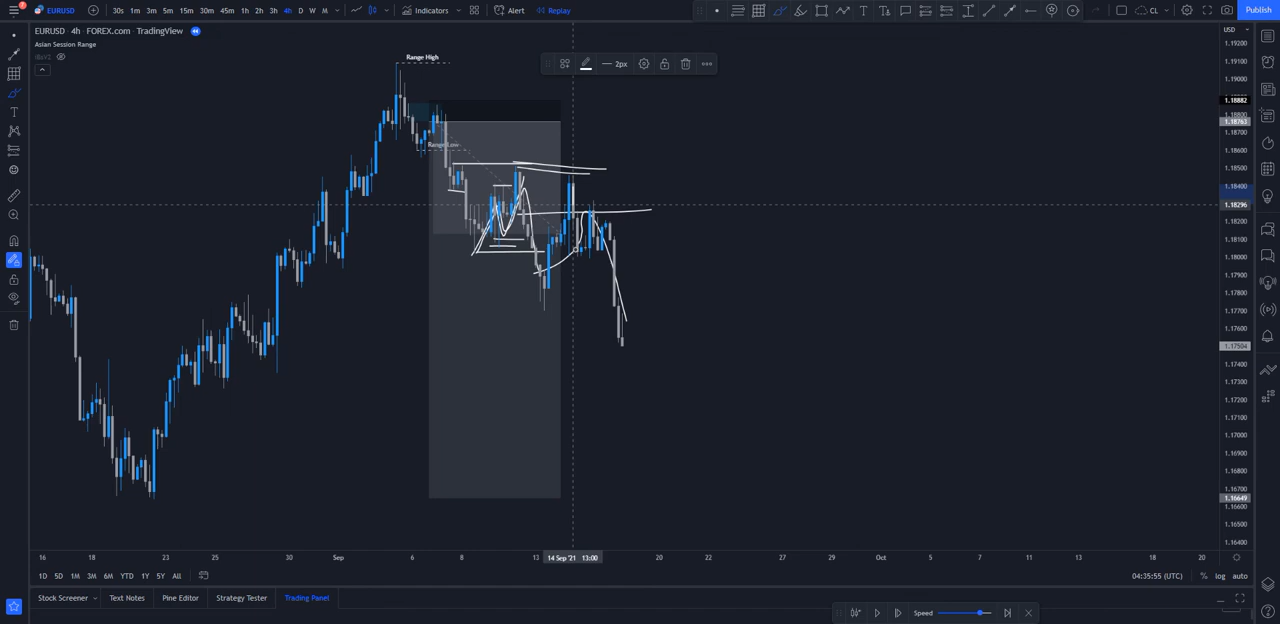 7
EURUSD 30s 1m 3m 5m 15m 30m 45m 1h 2h 3h 4h D W M Indicators Alert Replay CL Publish
EURUSD · 4h · FOREX.com · TradingView
Asian Session Range
USD
2px
Range High
Range Low
1.19200
1.19100
1.19000
1.18882
1.18763
1.18700
1.18600
1.18500
1.18400
1.18296
1.18200
1.18100
1.18000
1.17900
1.17800
1.17700
1.17600
1.17504
1.17400
1.17300
1.17200
1.17100
1.17000
1.16900
1.16800
1.16700
1.16649
1.16500
1.16400
16 18 23 25 30 Sep 6 8 13 14 Sep '21 13:00 20 22 27 29 Oct 5 7 11 13 18 20
1D 5D 1M 3M 6M YTD 1Y 5Y All 04:35:55 (UTC) % log auto
Stock Screener Text Notes Pine Editor Strategy Tester Trading Panel
Speed